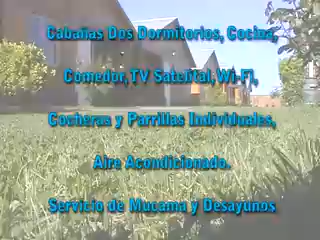 Cabañas Dos Dormitorios, Cocina,
Comedor, TV Satelital, Wi-Fi,
Cocheras y Parrillas Individuales,
Aire Acondicionado.
Servicio de Mucama y Desayunos